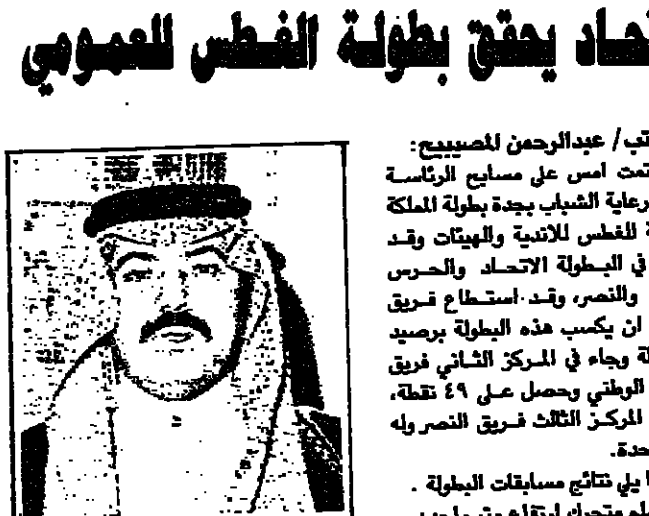 تحاد يحقق بطولة الغطس للعمومي
تب/ عبدالرحمن المصيبيح:
تمت امس على مسابح الرئاسة
رعاية الشباب بجدة بطولة المملكة
ة للغطس للاندية والهيئات وقد
في البطولة الاتحاد والحرس
والنصر، وقد استطاع فريق
ان يكسب هذه البطولة برصيد
لة وجاء في المركز الثاني فريق
الوطني وحصل على ٤٩ نقطة،
المركز الثالث فريق النصر وله
حدة.
ا يلي نتائج مسابقات البطولة .